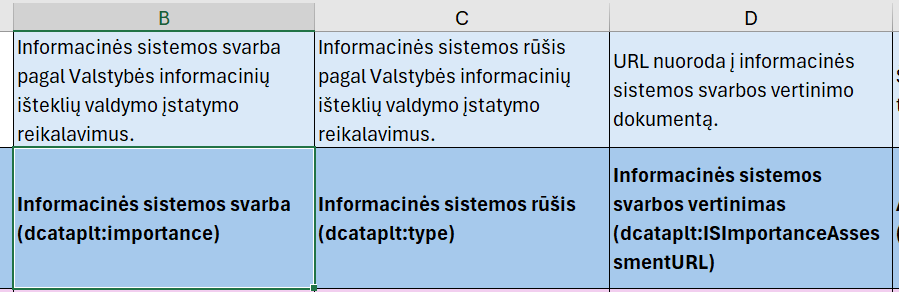 B
C
D
Informacinės sistemos svarba
pagal Valstybės informacinių
išteklių valdymo įstatymo
reikalavimus.
Informacinės sistemos rūšis
pagal Valstybės informacinių
išteklių valdymo įstatymo
reikalavimus.
URL nuoroda į informacinės
sistemos svarbos vertinimo
dokumentą.
Informacinės sistemos svarba
(dcataplt:importance)
Informacinės sistemos rūšis
(dcataplt:type)
Informacinės sistemos
svarbos vertinimas
(dcataplt:ISImportanceAsses
smentURL)